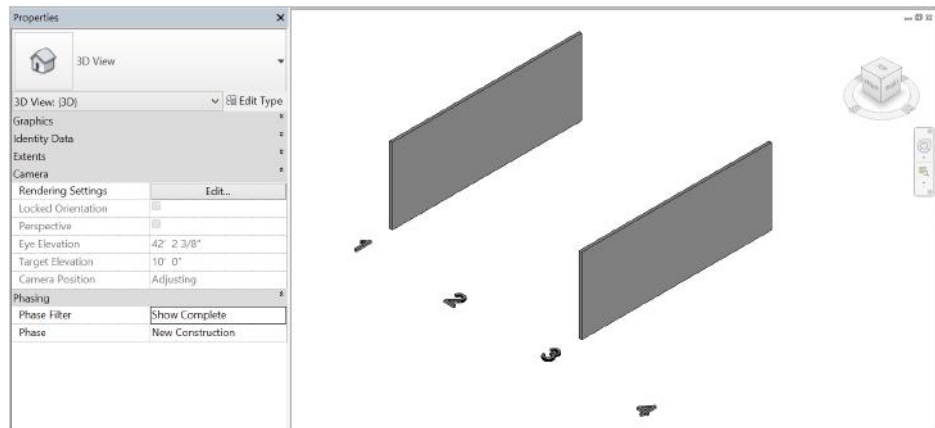 Properties
3D View
3D View: {3D}
Edit Type
Graphics
Identity Data
Extents
Camera
Rendering Settings
Edit...
Locked Orientation
Perspective
Eye Elevation
42' 2 3/8"
Target Elevation
10' 0"
Camera Position
Adjusting
Phasing
Phase Filter
Show Complete
Phase
New Construction
1
2
3
4